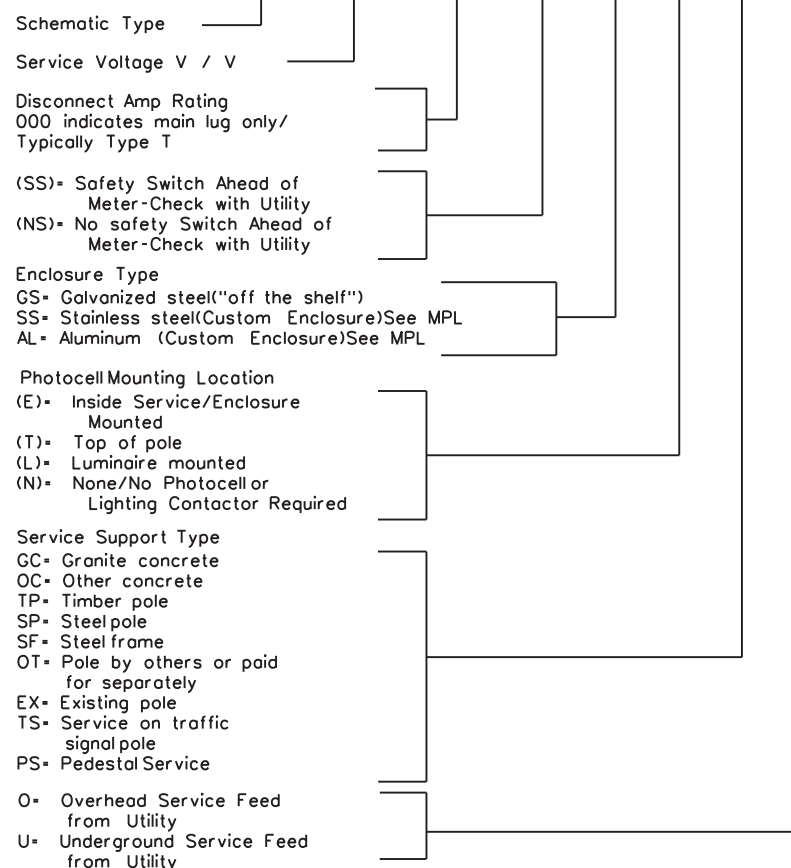 Schematic Type
Service Voltage V / V
Disconnect Amp Rating
000 indicates main lug only/
Typically Type T
(SS)= Safety Switch Ahead of
Meter-Check with Utility
(NS)= No safety Switch Ahead of
Meter-Check with Utility
Enclosure Type
GS= Galvanized steel("off the shelf")
SS= Stainless steel(Custom Enclosure)See MPL
AL= Aluminum (Custom Enclosure)See MPL
Photocell Mounting Location
(E)= Inside Service/Enclosure
Mounted
(T)= Top of pole
(L)= Luminaire mounted
(N)= None/No Photocell or
Lighting Contactor Required
Service Support Type
GC= Granite concrete
OC= Other concrete
TP= Timber pole
SP= Steel pole
SF= Steel frame
OT= Pole by others or paid
for separately
EX= Existing pole
TS= Service on traffic
signal pole
PS= Pedestal Service
O= Overhead Service Feed
from Utility
U= Underground Service Feed
from Utility